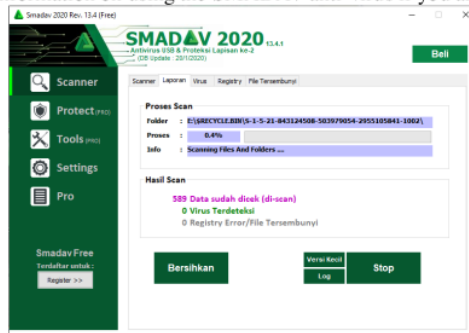 Smadav 2020 Rev. 13.4 (Free)
SMADAV 2020 13.4.1
Antivirus USB & Proteksi Lapisan ke-2
(DB Update : 20/1/2020)
Beli
Scanner
Protect (PRO)
Tools (PRO)
Settings
Pro
Smadav Free
Terdaftar untuk :
Register >>
Scanner Laporan Virus Registry File Tersembunyi
Proses Scan
Folder : E:\$RECYCLE.BIN\S-1-5-21-843124508-503979054-2955105841-1002\
Proses : 0.4%
Info : Scanning Files And Folders ...
Hasil Scan
589 Data sudah dicek (di-scan)
0 Virus Terdeteksi
0 Registry Error/File Tersembunyi
Bersihkan
Versi Kecil
Log
Stop